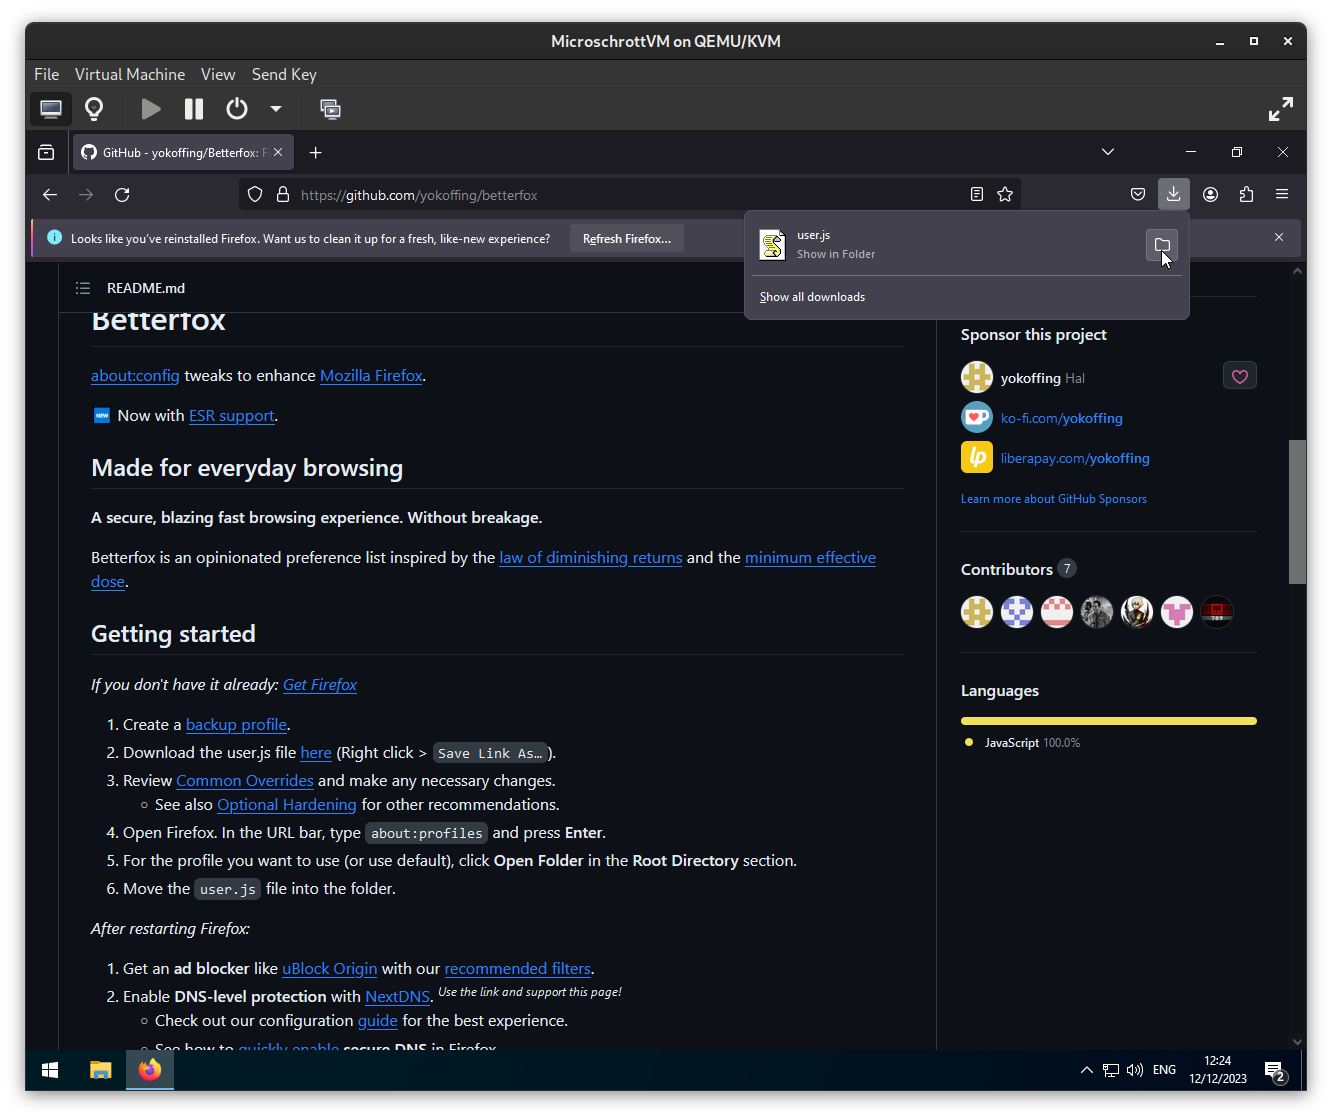 MicroschrottVM on QEMU/KVM
File Virtual Machine View Send Key
GitHub - yokoffing/Betterfox: F
https://github.com/yokoffing/betterfox
Looks like you've reinstalled Firefox. Want us to clean it up for a fresh, like-new experience?
Refresh Firefox...
user.js
Show in Folder
Show all downloads
README.md
Betterfox
about:config tweaks to enhance Mozilla Firefox.
NEW Now with ESR support.
Made for everyday browsing
A secure, blazing fast browsing experience. Without breakage.
Betterfox is an opinionated preference list inspired by the law of diminishing returns and the minimum effective
dose.
Getting started
If you don't have it already: Get Firefox
1. Create a backup profile.
2. Download the user.js file here (Right click > Save Link As… ).
3. Review Common Overrides and make any necessary changes.
See also Optional Hardening for other recommendations.
4. Open Firefox. In the URL bar, type about:profiles and press Enter.
5. For the profile you want to use (or use default), click Open Folder in the Root Directory section.
6. Move the user.js file into the folder.
After restarting Firefox:
1. Get an ad blocker like uBlock Origin with our recommended filters.
2. Enable DNS-level protection with NextDNS. Use the link and support this page!
Check out our configuration guide for the best experience.
See how to quickly enable secure DNS in Firefox.
Sponsor this project
yokoffing Hal
ko-fi.com/yokoffing
lp liberapay.com/yokoffing
Learn more about GitHub Sponsors
Contributors 7
789
Languages
JavaScript 100.0%
ENG
12:24
12/12/2023
2